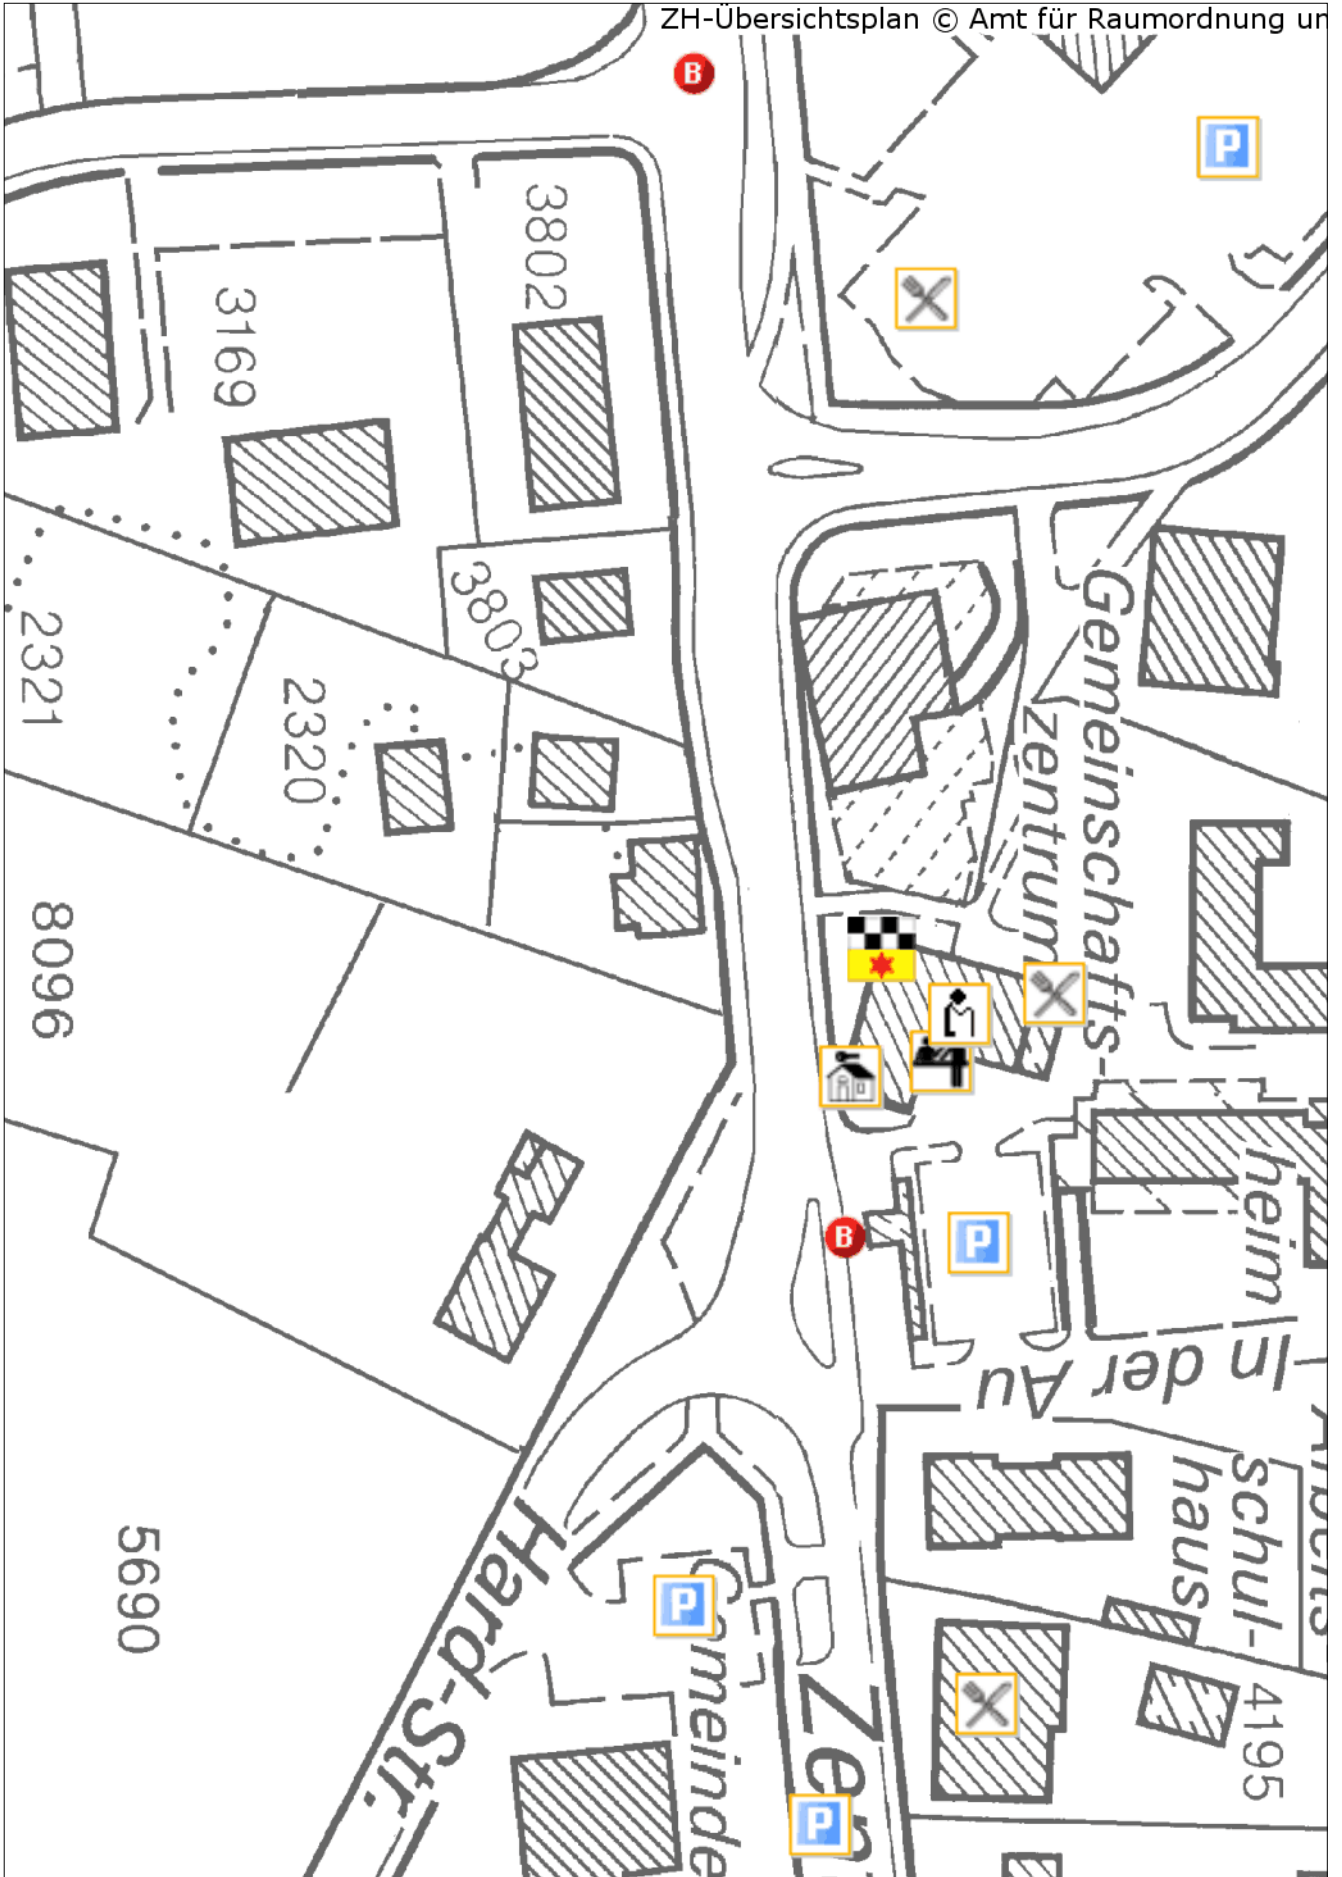 ZH-Übersichtsplan © Amt für Raumordnung un
B
P
3802
3169
3803
Gemeinschafts-
zentrum
2321
2320
8096
heim
B
P
In der Au
schul-
haus
5690
Hard-Str.
P
meinde
4195
Zen
P